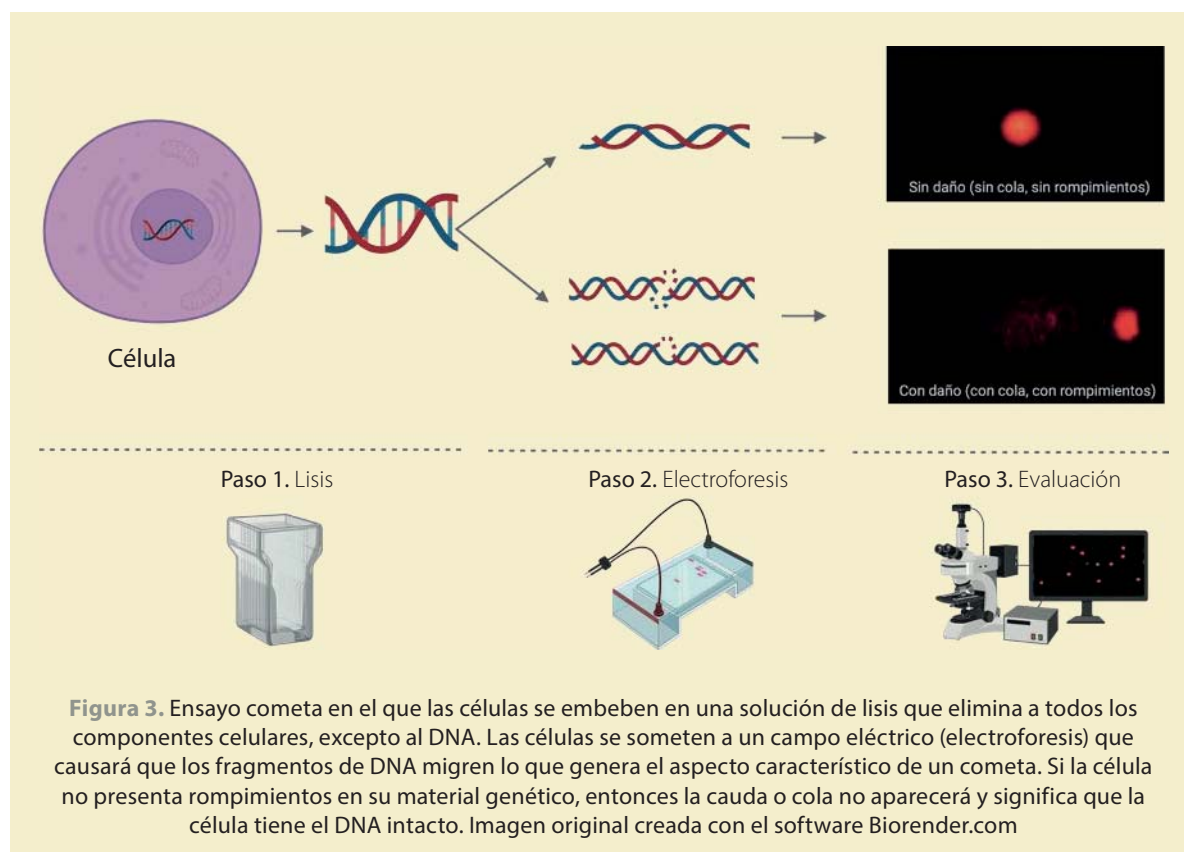 Sin daño (sin cola, sin rompimientos)
Célula
Con daño (con cola, con rompimientos)
Paso 1. Lisis
Paso 2. Electroforesis
Paso 3. Evaluación
Figura 3. Ensayo cometa en el que las células se embeben en una solución de lisis que elimina a todos los
componentes celulares, excepto al DNA. Las células se someten a un campo eléctrico (electroforesis) que
causará que los fragmentos de DNA migren lo que genera el aspecto característico de un cometa. Si la célula
no presenta rompimientos en su material genético, entonces la cauda o cola no aparecerá y significa que la
célula tiene el DNA intacto. Imagen original creada con el software Biorender.com